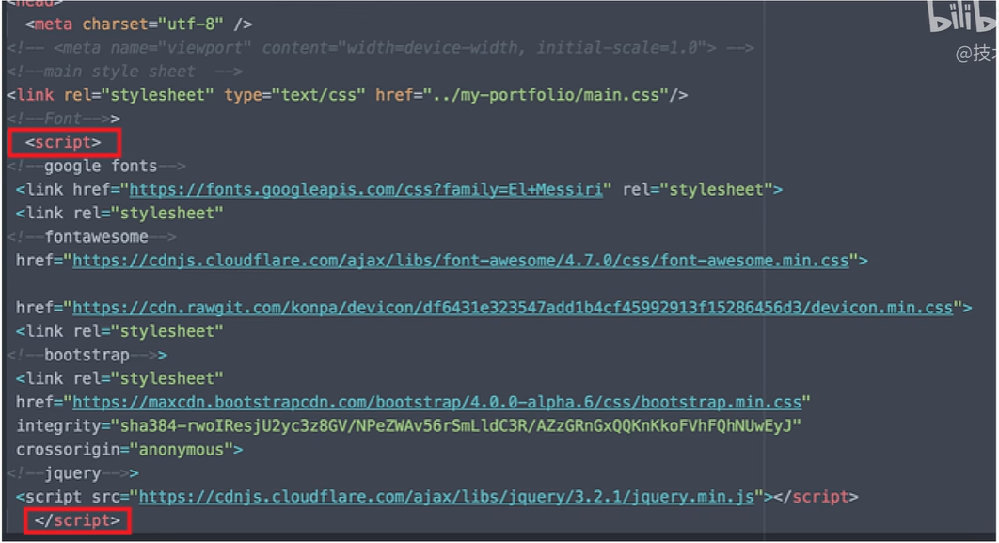 <head>
<meta charset="utf-8" />
<!-- <meta name="viewport" content="width=device-width, initial-scale=1.0"> -->
<!--main style sheet  -->
<link rel="stylesheet" type="text/css" href="../my-portfolio/main.css"/>
<!--Font-->>
<script>
<!--google fonts-->
<link href="https://fonts.googleapis.com/css?family=El+Messiri" rel="stylesheet">
<link rel="stylesheet"
<!--fontawesome-->
href="https://cdnjs.cloudflare.com/ajax/libs/font-awesome/4.7.0/css/font-awesome.min.css">
href="https://cdn.rawgit.com/konpa/devicon/df6431e323547add1b4cf45992913f15286456d3/devicon.min.css">
<link rel="stylesheet"
<!--bootstrap-->>
<link rel="stylesheet"
href="https://maxcdn.bootstrapcdn.com/bootstrap/4.0.0-alpha.6/css/bootstrap.min.css"
integrity="sha384-rwoIResjU2yc3z8GV/NPeZWAv56rSmLldC3R/AZzGRnGxQQKnKkoFVhFQhNUwEyJ"
crossorigin="anonymous">
<!--jquery-->>
<script src="https://cdnjs.cloudflare.com/ajax/libs/jquery/3.2.1/jquery.min.js"></script>
</script>
bilib
@技